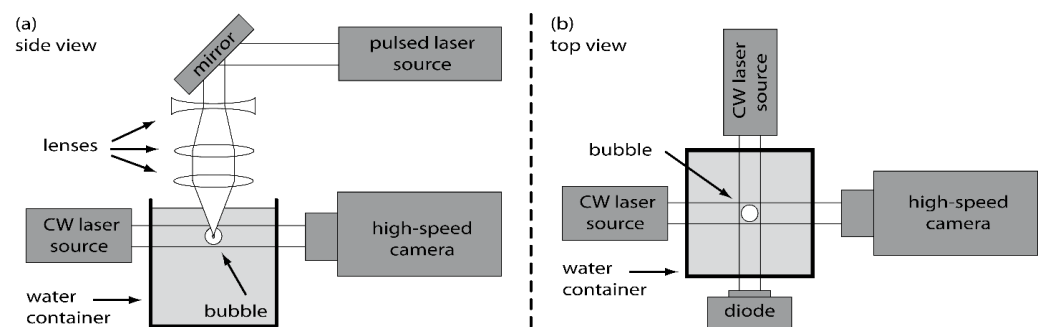 (a)
side view
mirror
pulsed laser
source
lenses
CW laser
source
high-speed
camera
water
container
bubble
(b)
top view
CW laser
source
bubble
CW laser
source
high-speed
camera
water
container
diode